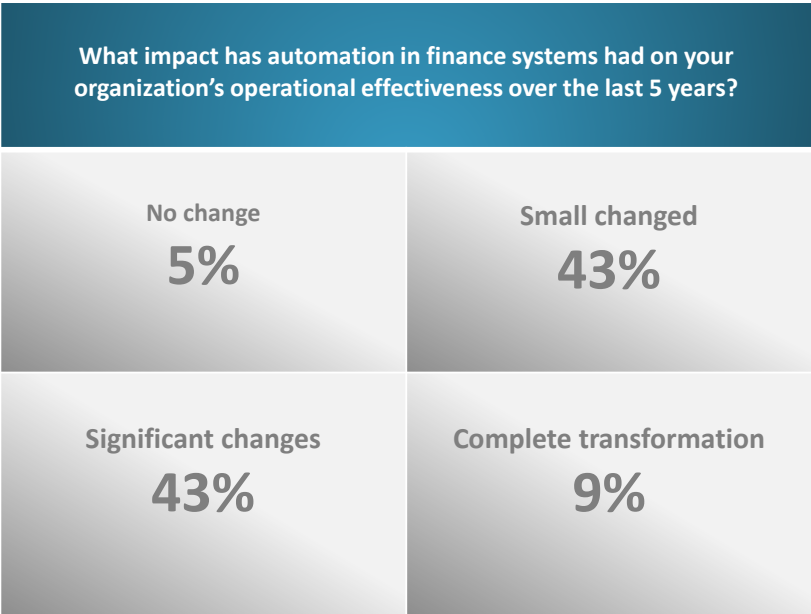 What impact has automation in finance systems had on your
organization’s operational effectiveness over the last 5 years?
No change
5%
Small changed
43%
Significant changes
43%
Complete transformation
9%